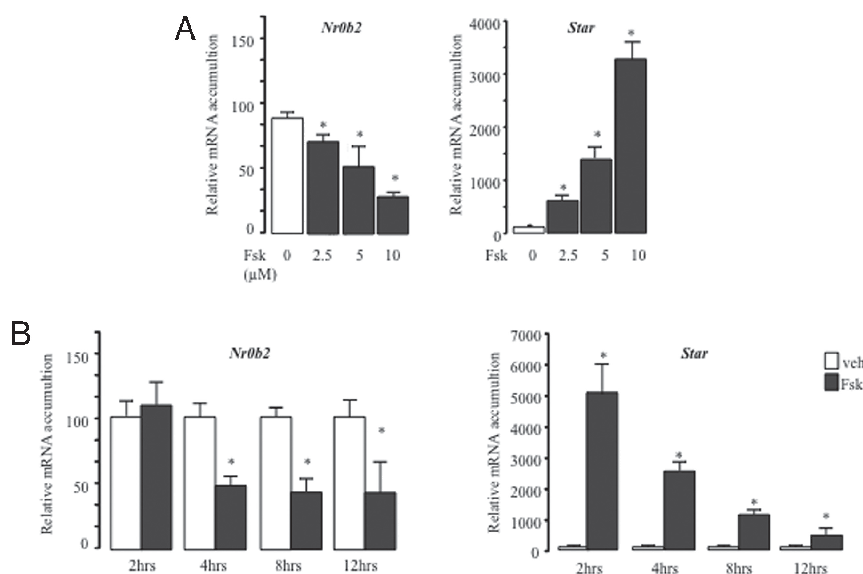 A
Nr0b2
Relative mRNA accumultion
150
100
50
0
Fsk 0 2.5 5 10
(µM)
* * *
Star
Relative mRNA accumultion
4000
3000
2000
1000
0
Fsk 0 2.5 5 10
* * *
B
Nr0b2
Relative mRNA accumultion
150
100
50
0
2hrs 4hrs 8hrs 12hrs
* * *
Star
Relative mRNA accumultion
7000
6000
5000
4000
3000
2000
1000
0
2hrs 4hrs 8hrs 12hrs
* * * *
veh
Fsk